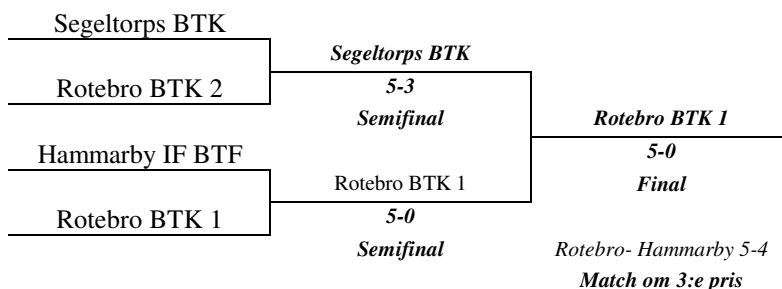 Segeltorps BTK
Rotebro BTK 2
Hammarby IF BTF
Rotebro BTK 1
Segeltorps BTK
5-3
Semifinal
Rotebro BTK 1
5-0
Semifinal
Rotebro BTK 1
5-0
Final
Rotebro- Hammarby 5-4
Match om 3:e pris